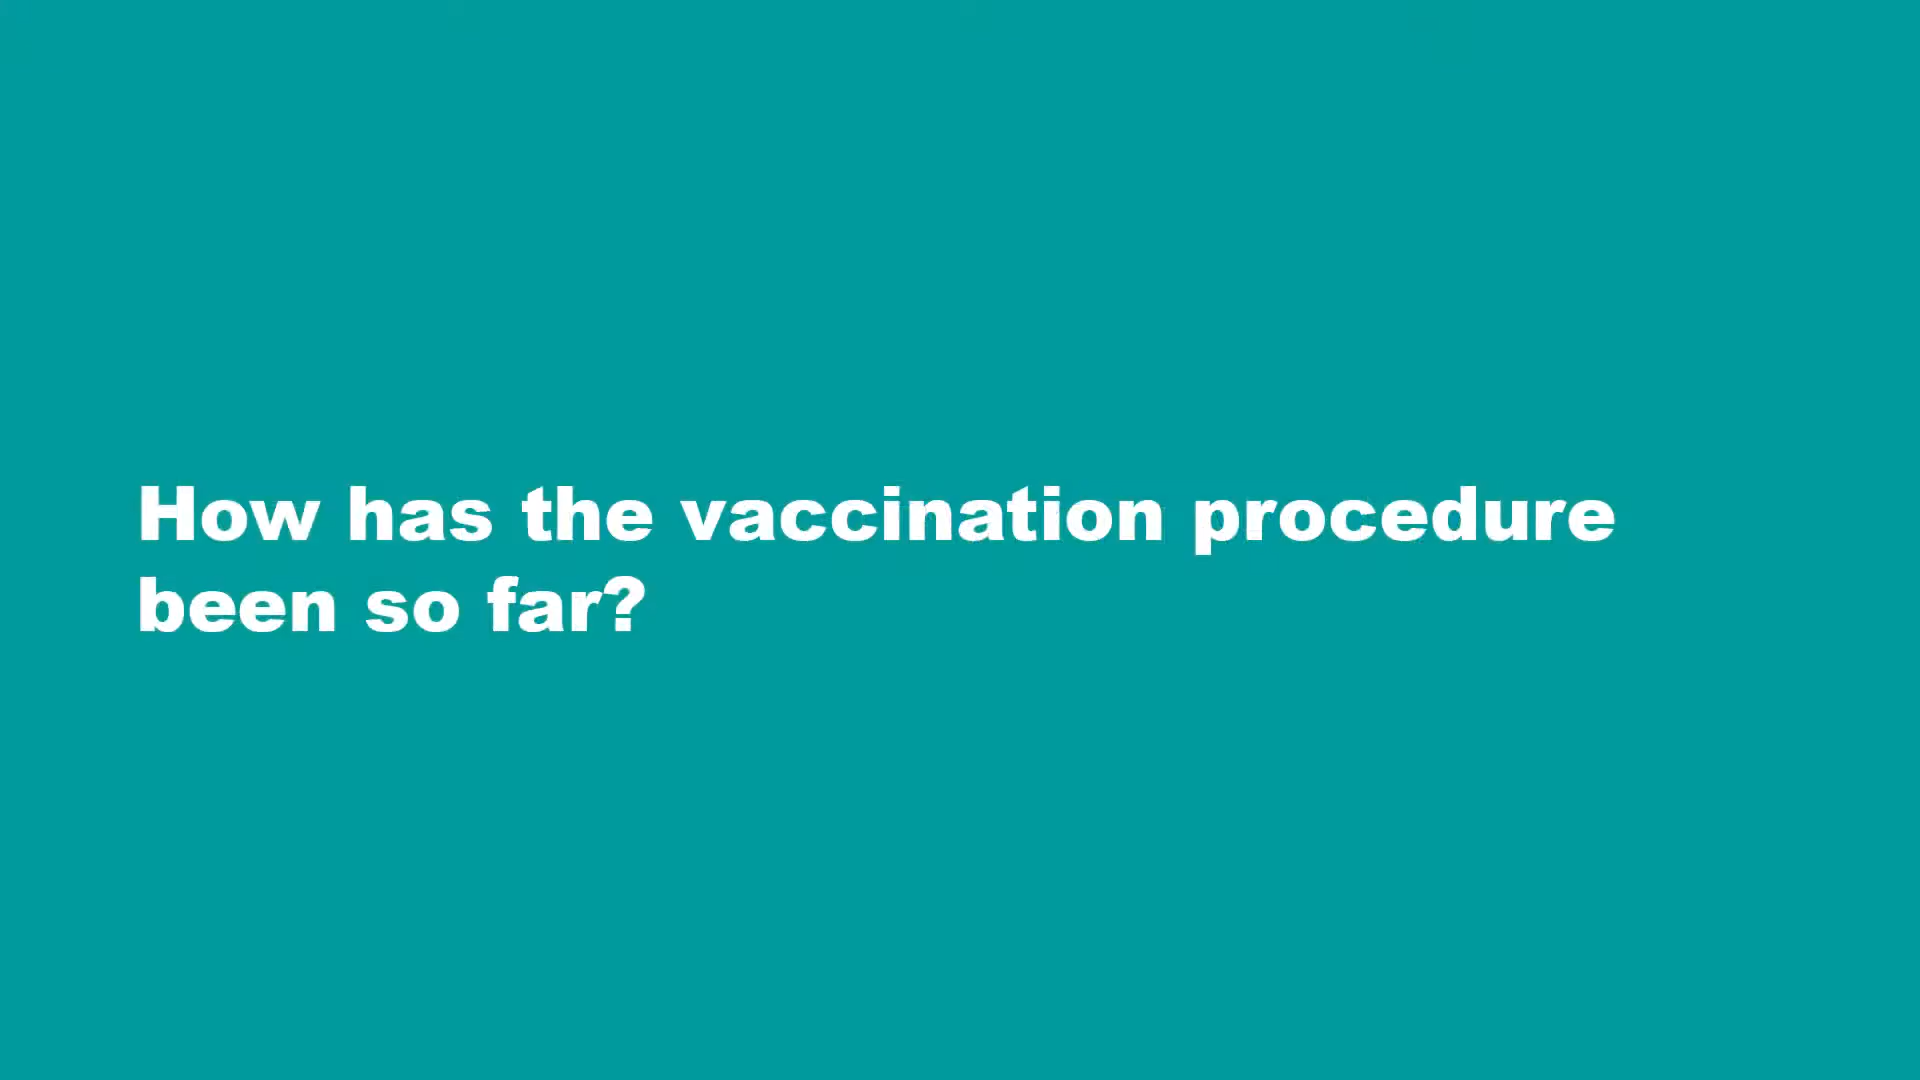 How has the vaccination procedure
been so far?